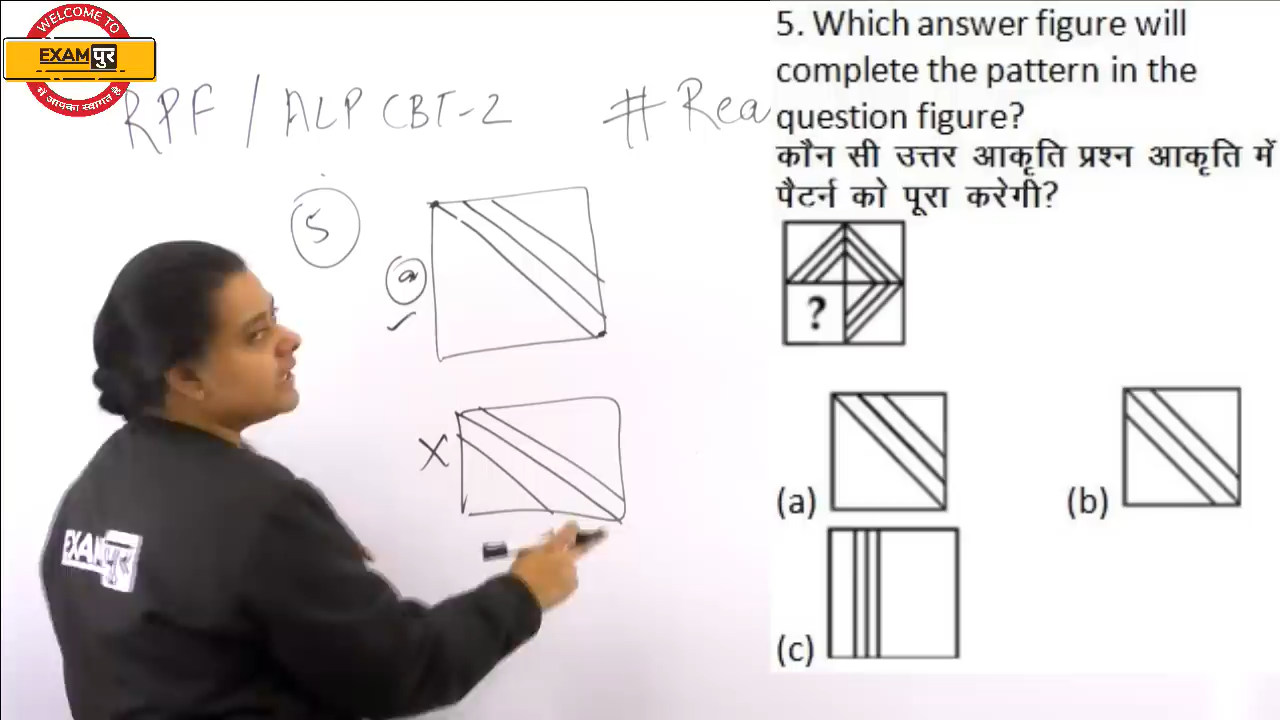 WELCOME TO
EXAMपुर
में आपका स्वागत है
RPF / ALP CBT-2 # Rea
5
a
X
EXAMपुर
5. Which answer figure will
complete the pattern in the
question figure?
कौन सी उत्तर आकृति प्रश्न आकृति में
पैटर्न को पूरा करेगी?
?
(a)
(b)
(c)